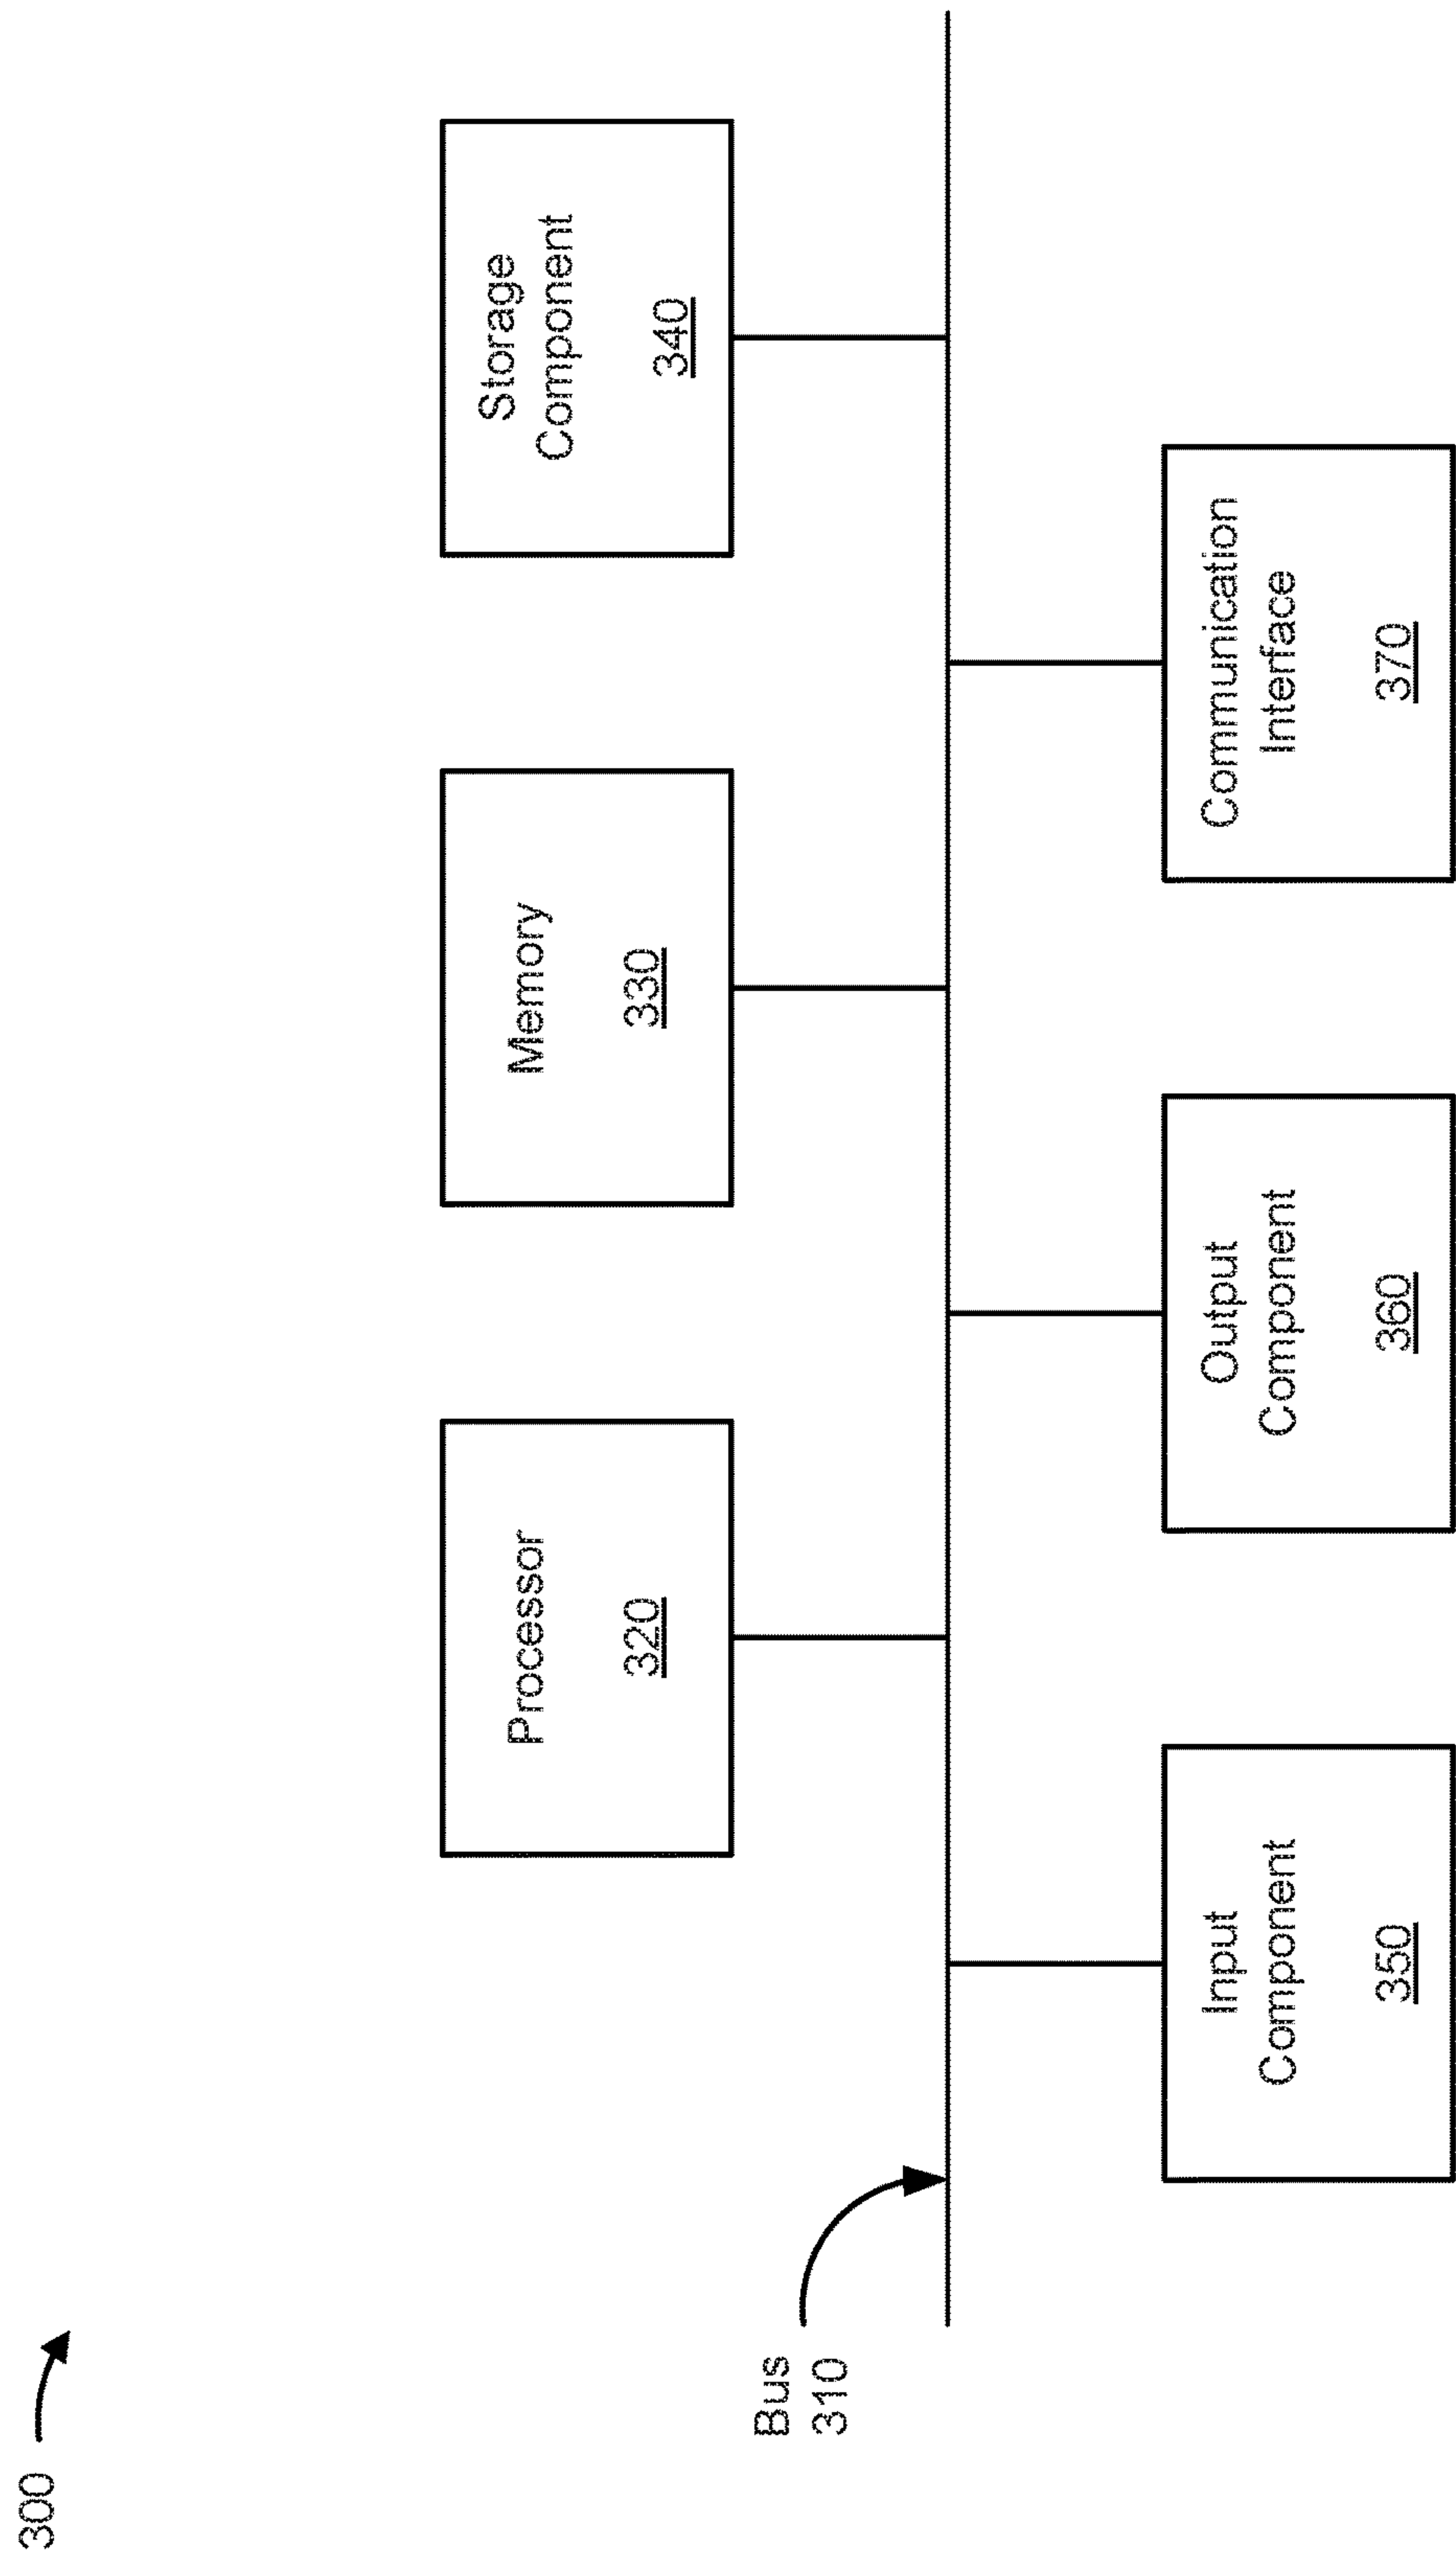 300
Processor
320
Memory
330
Storage
Component
340
Bus
310
Input
Component
350
Output
Component
360
Communication
Interface
370